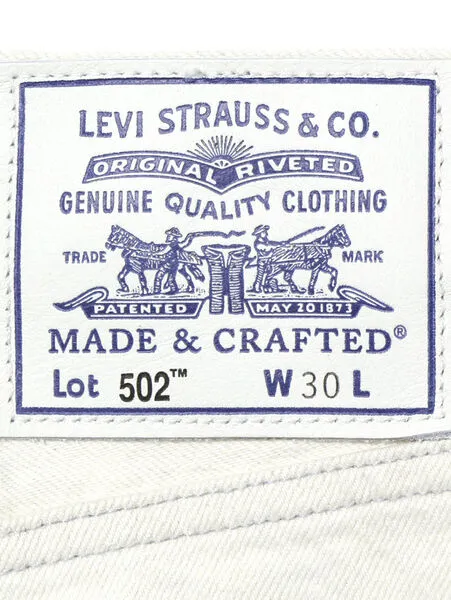 LEVI STRAUSS & CO.
ORIGINAL RIVETED
GENUINE QUALITY CLOTHING
TRADE MARK
PATENTED MAY 20 1873
MADE & CRAFTED®
Lot 502™ W 30 L